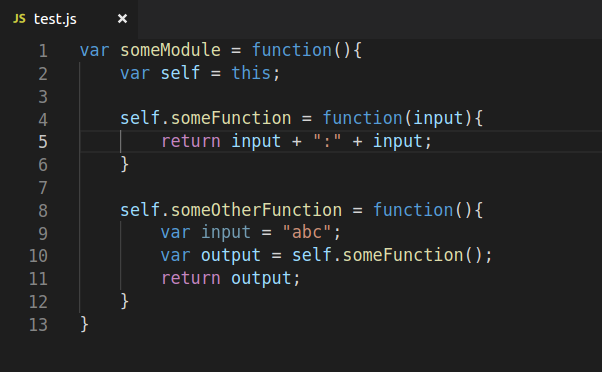 JS test.js ×
1 var someModule = function(){
2     var self = this;
3
4     self.someFunction = function(input){
5         return input + ":" + input;
6     }
7
8     self.someOtherFunction = function(){
9         var input = "abc";
10         var output = self.someFunction();
11         return output;
12     }
13 }